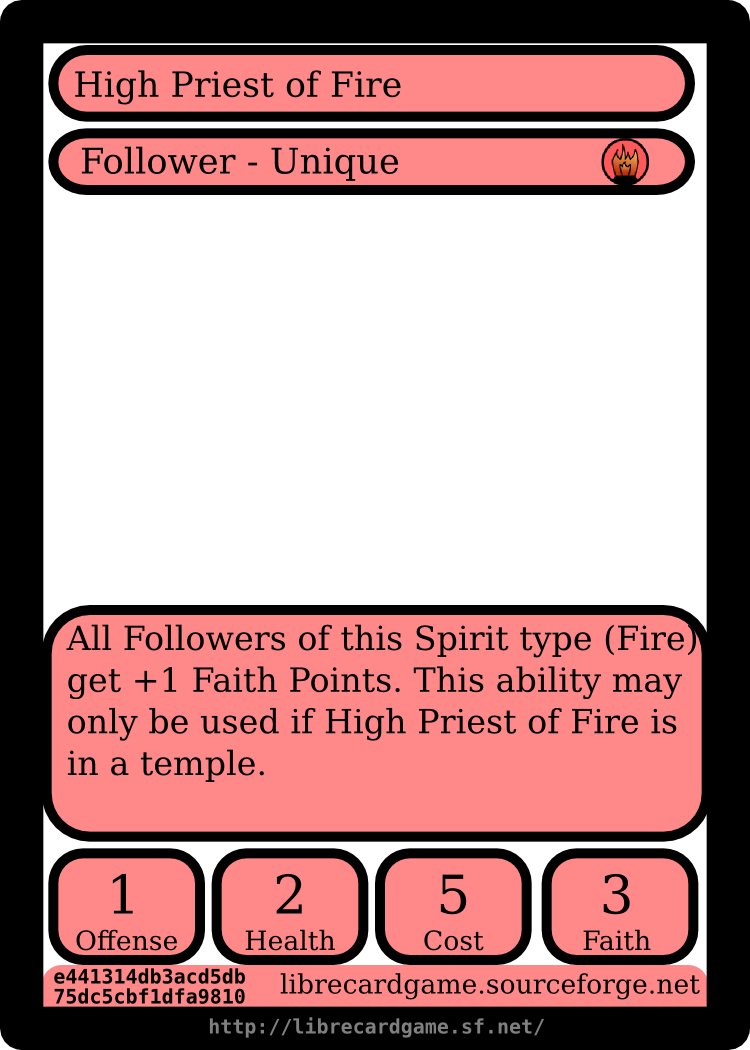 High Priest of Fire
Follower - Unique
All Followers of this Spirit type (Fire)
get +1 Faith Points. This ability may
only be used if High Priest of Fire is
in a temple.
1
Offense
2
Health
5
Cost
3
Faith
e441314db3acd5db
75dc5cbf1dfa9810
librecardgame.sourceforge.net
http://librecardgame.sf.net/